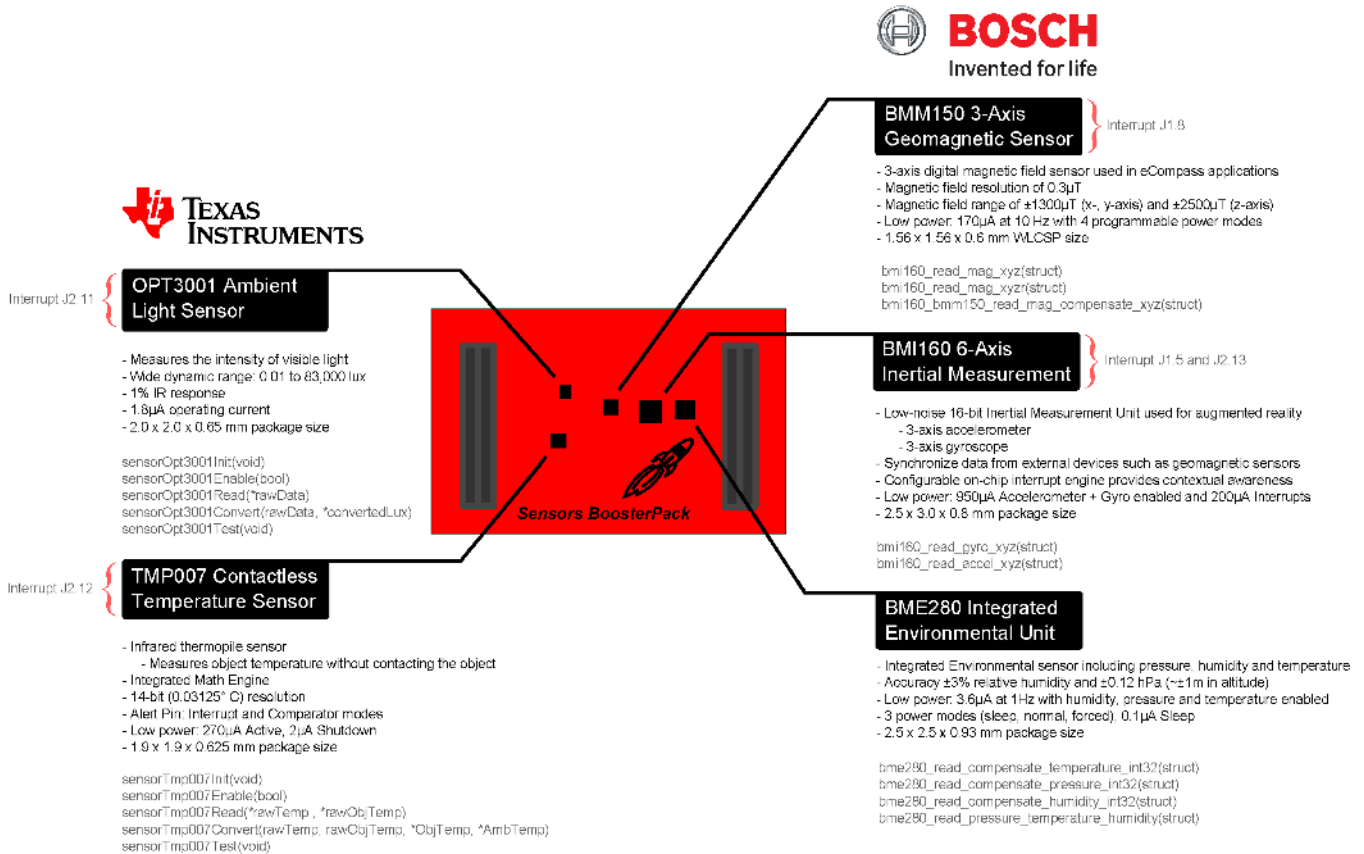 BOSCH
Invented for life
BMM150 3-Axis
Geomagnetic Sensor
Interrupt J1.8
- 3-axis digital magnetic field sensor used in eCompass applications
- Magnetic field resolution of 0.3µT
- Magnetic field range of ±1300µT (x-, y-axis) and ±2500µT (z-axis)
- Low power: 170µA at 10 Hz with 4 programmable power modes
- 1.56 x 1.56 x 0.6 mm WLCSP size
bmi160_read_mag_xyz(struct)
bmi160_read_mag_xyzr(struct)
bmi160_bmm150_read_mag_compensate_xyz(struct)
TEXAS
INSTRUMENTS
OPT3001 Ambient
Light Sensor
Interrupt J2.11
- Measures the intensity of visible light
- Wide dynamic range: 0.01 to 83,000 lux
- 1% IR response
- 1.8µA operating current
- 2.0 x 2.0 x 0.65 mm package size
sensorOpt3001Init(void)
sensorOpt3001Enable(bool)
sensorOpt3001Read(*rawData)
sensorOpt3001Convert(rawData, *convertedLux)
sensorOpt3001Test(void)
Sensors BoosterPack
BMI160 6-Axis
Inertial Measurement
Interrupt J1.5 and J2.13
- Low-noise 16-bit Inertial Measurement Unit used for augmented reality
- 3-axis accelerometer
- 3-axis gyroscope
- Synchronize data from external devices such as geomagnetic sensors
- Configurable on-chip interrupt engine provides contextual awareness
- Low power: 950µA Accelerometer + Gyro enabled and 200µA Interrupts
- 2.5 x 3.0 x 0.8 mm package size
bmi160_read_gyro_xyz(struct)
bmi160_read_accel_xyz(struct)
TMP007 Contactless
Temperature Sensor
Interrupt J2.12
- Infrared thermopile sensor
- Measures object temperature without contacting the object
- Integrated Math Engine
- 14-bit (0.03125° C) resolution
- Alert Pin: Interrupt and Comparator modes
- Low power: 270µA Active, 2µA Shutdown
- 1.9 x 1.9 x 0.625 mm package size
sensorTmp007Init(void)
sensorTmp007Enable(bool)
sensorTmp007Read(*rawTemp , *rawObjTemp)
sensorTmp007Convert(rawTemp, rawObjTemp, *ObjTemp, *AmbTemp)
sensorTmp007Test(void)
BME280 Integrated
Environmental Unit
- Integrated Environmental sensor including pressure, humidity and temperature
- Accuracy ±3% relative humidity and ±0.12 hPa (~±1m in altitude)
- Low power: 3.6µA at 1Hz with humidity, pressure and temperature enabled
- 3 power modes (sleep, normal, forced), 0.1µA Sleep
- 2.5 x 2.5 x 0.93 mm package size
bme280_read_compensate_temperature_int32(struct)
bme280_read_compensate_pressure_int32(struct)
bme280_read_compensate_humidity_int32(struct)
bme280_read_pressure_temperature_humidity(struct)